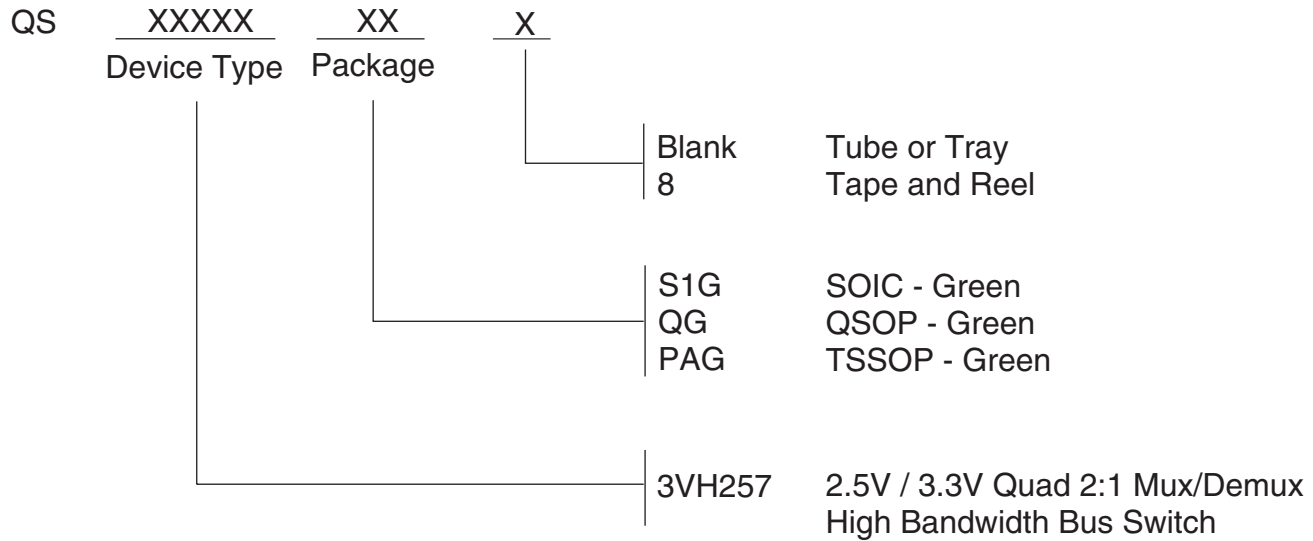 QS XXXXX XX X
Device Type Package
Blank Tube or Tray
8 Tape and Reel
S1G SOIC - Green
QG QSOP - Green
PAG TSSOP - Green
3VH257 2.5V / 3.3V Quad 2:1 Mux/Demux
High Bandwidth Bus Switch